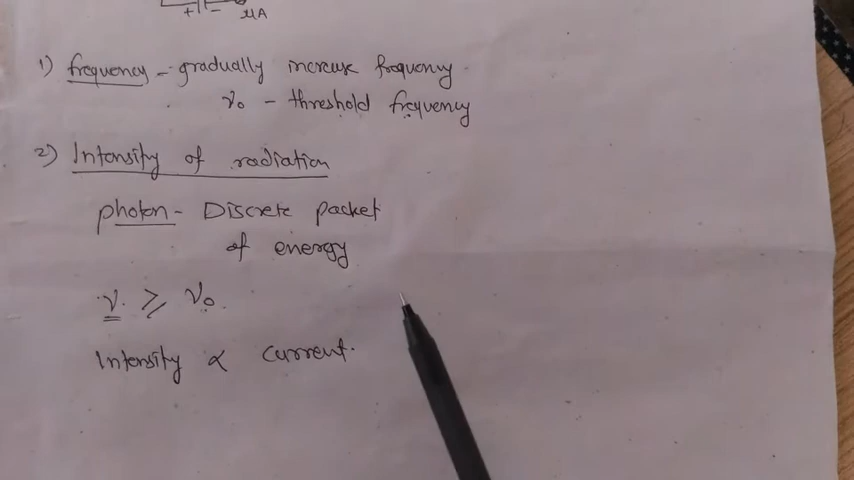 + | - μA
1) frequency - gradually increase frequency.
ν₀ - threshold frequency
2) Intensity of radiation
photon - Discrete packet
of energy
ν ≥ ν₀.
Intensity ∝ current.